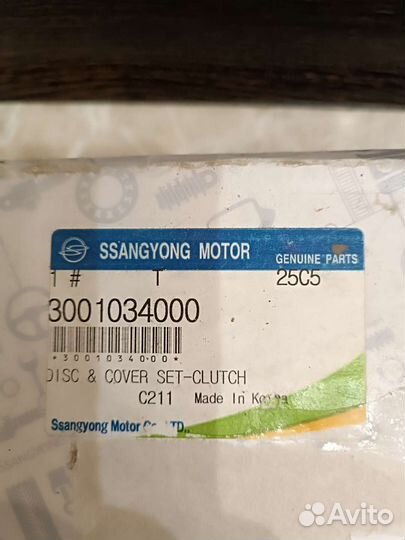 SSANGYONG MOTOR GENUINE PARTS
1 # T 25C5
3001034000
*3001034000*
DISC & COVER SET-CLUTCH
C211 Made In Korea
Ssangyong Motor Co.,LTD.,
Avito